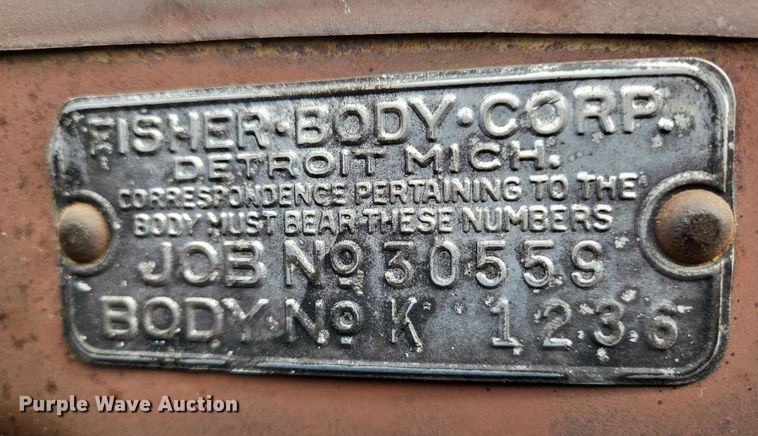 FISHER·BODY·CORP.
DETROIT MICH.
CORRESPONDENCE PERTAINING TO THE
BODY MUST BEAR THESE NUMBERS
JOB No 30559
BODY·No K 1236
Purple Wave Auction